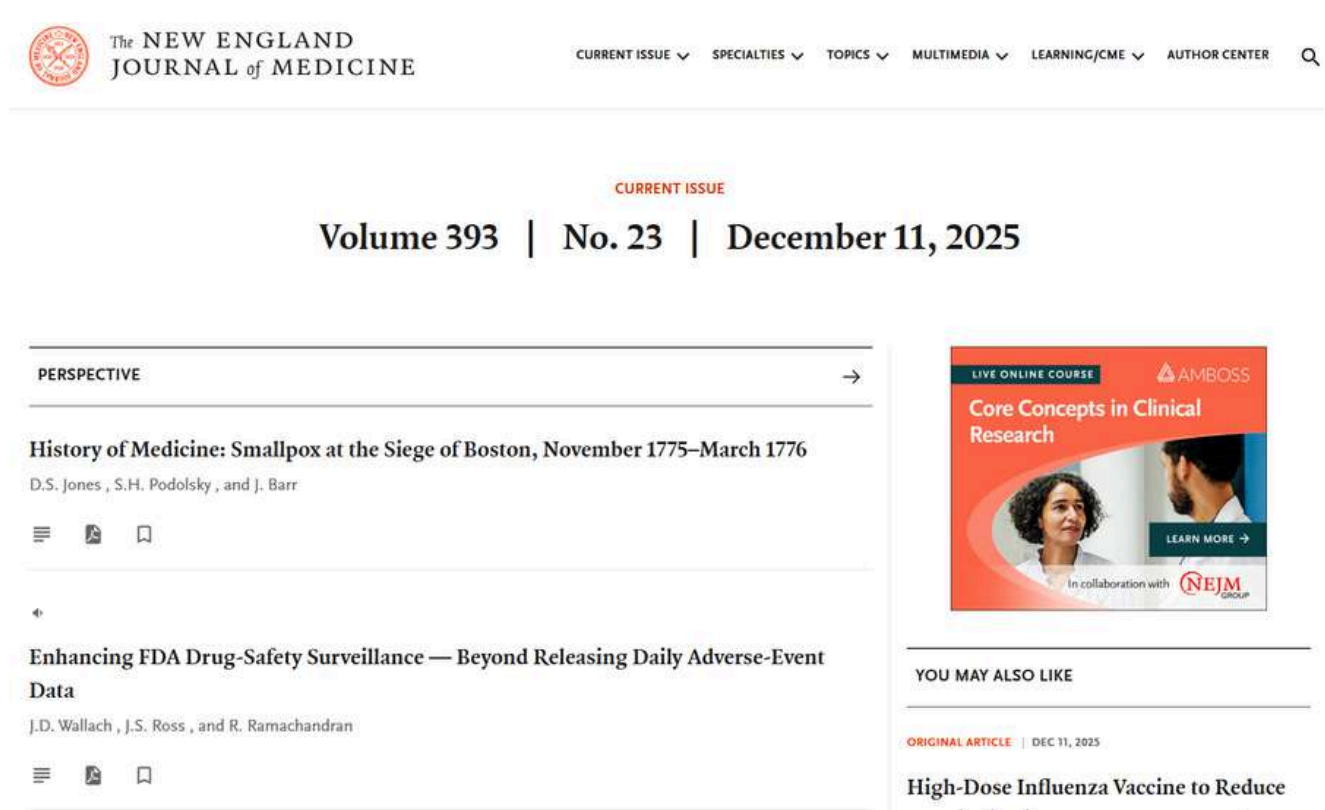 The NEW ENGLAND
JOURNAL of MEDICINE
CURRENT ISSUE
SPECIALTIES
TOPICS
MULTIMEDIA
LEARNING/CME
AUTHOR CENTER
CURRENT ISSUE
Volume 393 | No. 23 | December 11, 2025
PERSPECTIVE
History of Medicine: Smallpox at the Siege of Boston, November 1775–March 1776
D.S. Jones , S.H. Podolsky , and J. Barr
Enhancing FDA Drug-Safety Surveillance — Beyond Releasing Daily Adverse-Event
Data
J.D. Wallach , J.S. Ross , and R. Ramachandran
LIVE ONLINE COURSE
AMBOSS
Core Concepts in Clinical
Research
LEARN MORE →
In collaboration with NEJM
GROUP
YOU MAY ALSO LIKE
ORIGINAL ARTICLE | DEC 11, 2025
High-Dose Influenza Vaccine to Reduce